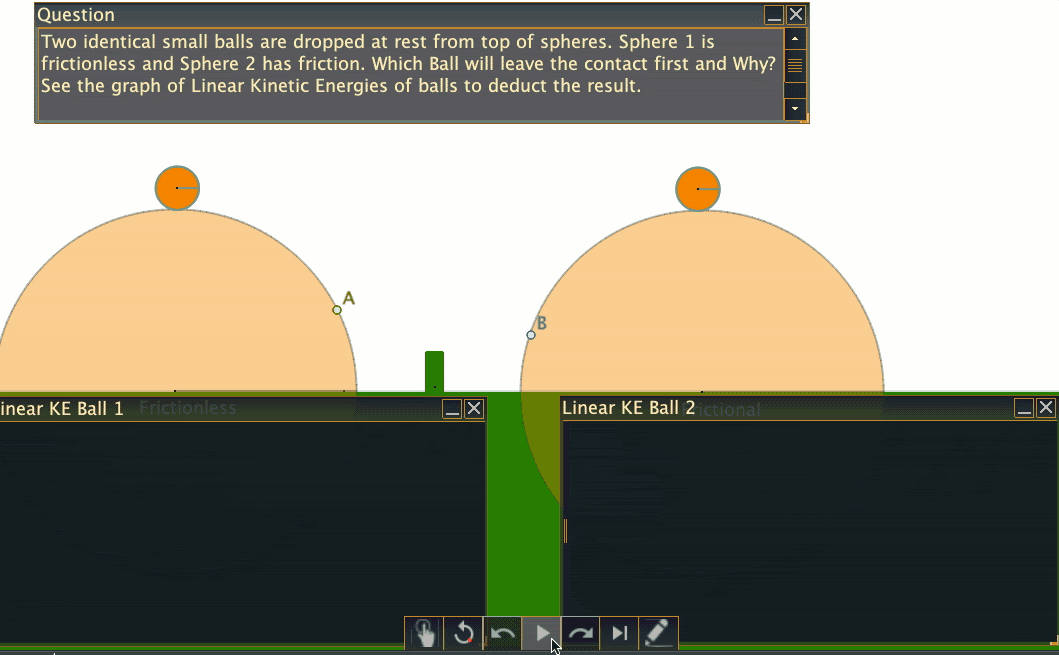 Question
Two identical small balls are dropped at rest from top of spheres. Sphere 1 is
frictionless and Sphere 2 has friction. Which Ball will leave the contact first and Why?
See the graph of Linear Kinetic Energies of balls to deduct the result.
A
B
inear KE Ball 1
Frictionless
Linear KE Ball 2
rictional